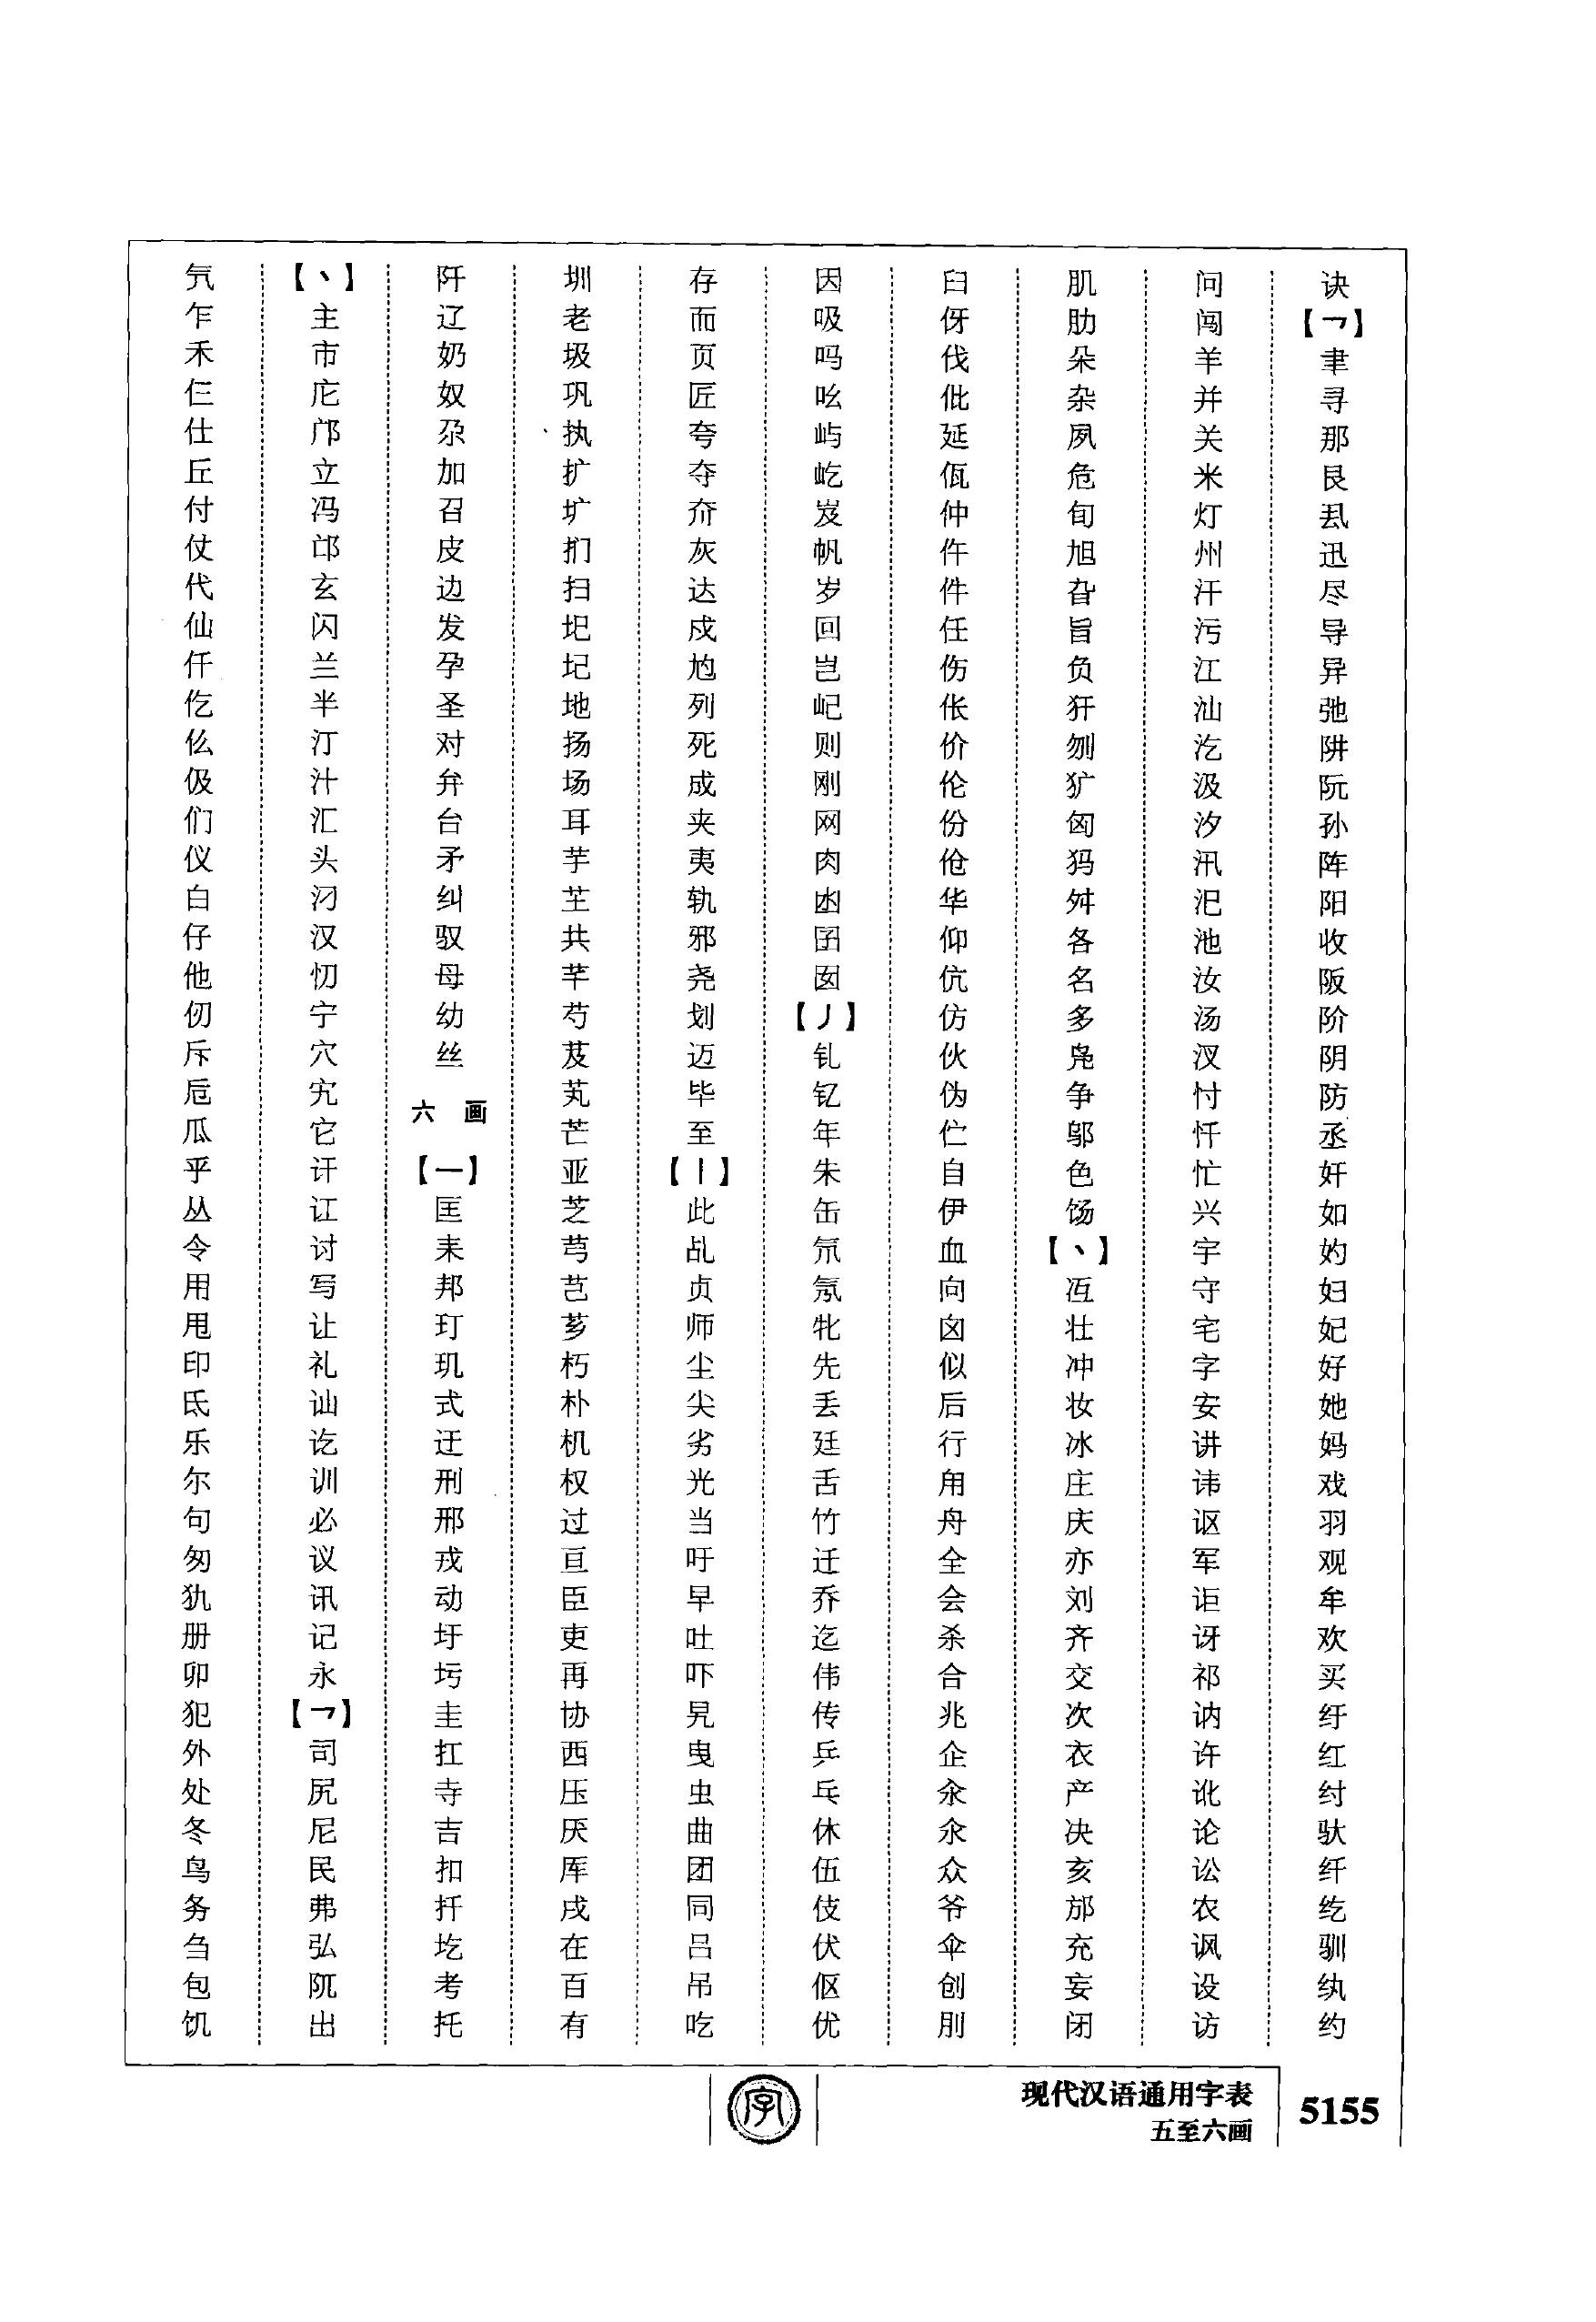 氕乍禾仨仕丘付仗代仙仟仡仫伋们仪白仔他仞斥卮瓜乎丛令用甩印氐乐尔句匆犰册卯犯外处冬鸟务刍包饥
【丶】
主市庀邝立冯邙玄闪兰半汀汁汇头汈汉忉宁穴宄它讦讧讨写让礼讪讫训必议讯记永
【乛】
司尻尼民弗弘阢出
阡辽奶奴尕加召皮边发孕圣对弁台矛纠驭母幼丝
六 画
【一】
匡耒邦玎玑式迂刑邢戎动圩圬圭扛寺吉扣扦圪考托
圳老圾巩执扩圹扪扫圯圮地扬场耳芋芏共芊芍芨芄芒亚芝芎芑芗朽朴机权过亘臣吏再协西压厌厍戌在百有
存而页匠夸夺夼灰达戍尥列死成夹夷轨邪尧划迈毕至
【丨】
此乩贞师尘尖劣光当吁早吐吓旯曳虫曲团同吕吊吃
因吸吗吆屿屹岌帆岁回岂屺则刚网肉凼囝囡
【丿】
钆钇年朱缶氘氖牝先丢廷舌竹迁乔迄伟传乒乓休伍伎伏伛优
臼伢伐仳延佤仲仵件任伤伥价伦份伧华仰伉仿伙伪伫自伊血向囟似后行甪舟全会杀合兆企汆氽众爷伞创刖
肌肋朵杂夙危旬旭旮旨负犴刎犷匈犸舛各名多凫争邬色饧
【丶】
冱壮冲妆冰庄庆亦刘齐交次衣产决亥邡充妄闭
问闯羊并关米灯州汗污江汕汔汲汐汛汜池汝汤汊忖忏忙兴宇守宅字安讲讳讴军讵讶祁讷许讹论讼农讽设访
诀
【乛】
聿寻那艮厾迅尽导异弛阱阮孙阵阳收阪阶阴防丞奸如妁妇妃好她妈戏羽观牟欢买纡红纣驮纤纥驯纨约
字
现代汉语通用字表
五至六画
5155